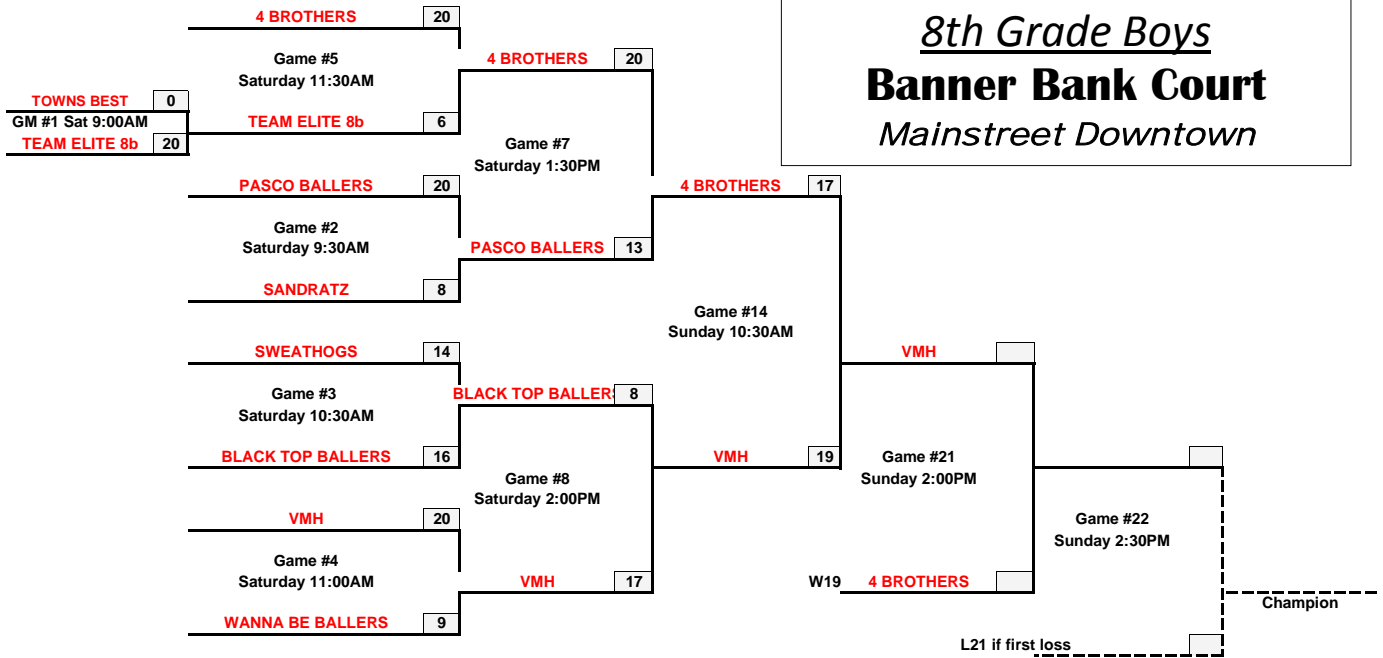 8th Grade Boys
Banner Bank Court
Mainstreet Downtown
4 BROTHERS 20
Game #5
Saturday 11:30AM
4 BROTHERS 20
TOWNS BEST 0
GM #1 Sat 9:00AM
TEAM ELITE 8b 20
TEAM ELITE 8b 6
Game #7
Saturday 1:30PM
PASCO BALLERS 20
4 BROTHERS 17
Game #2
Saturday 9:30AM
PASCO BALLERS 13
SANDRATZ 8
Game #14
Sunday 10:30AM
SWEATHOGS 14
VMH
Game #3
Saturday 10:30AM
BLACK TOP BALLERS 8
BLACK TOP BALLERS 16
VMH 19
Game #21
Sunday 2:00PM
Game #8
Saturday 2:00PM
VMH 20
Game #22
Sunday 2:30PM
Game #4
Saturday 11:00AM
VMH 17
W19 4 BROTHERS
Champion
WANNA BE BALLERS 9
L21 if first loss